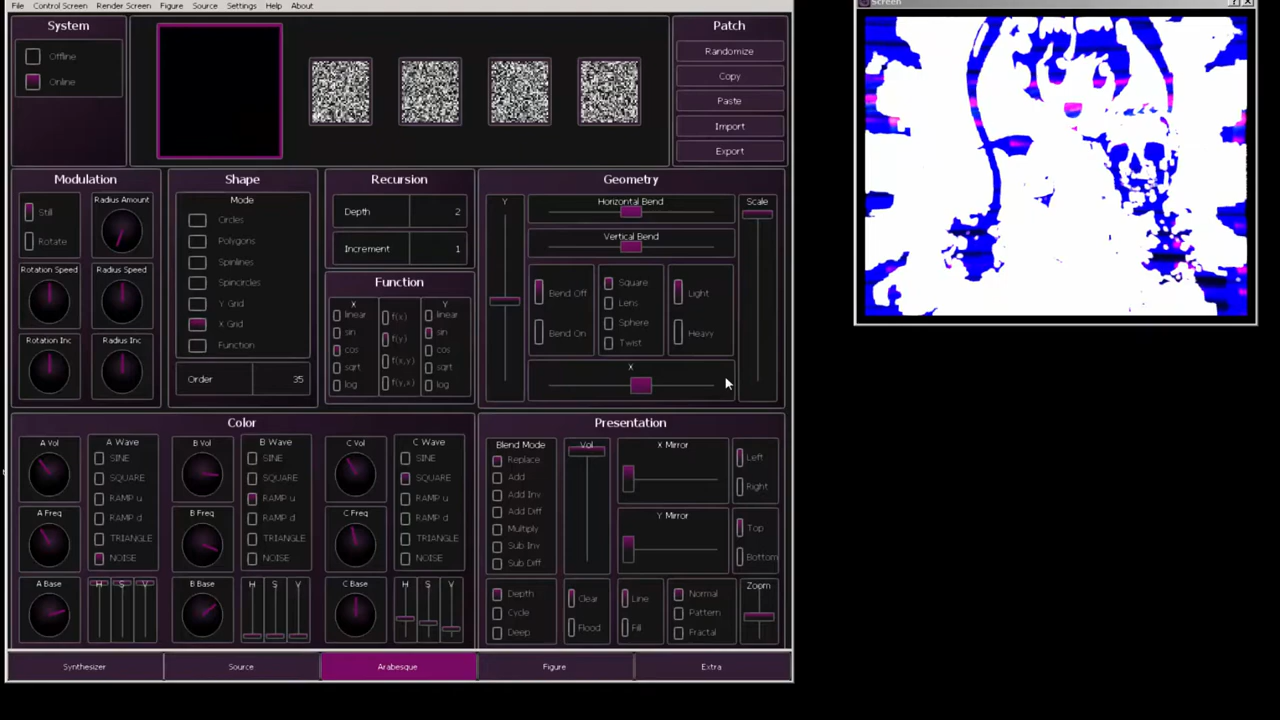 File Control Screen Render Screen Figure Source Settings Help About
Screen
System
Offline
Online
Patch
Randomize
Copy
Paste
Import
Export
Modulation
Still
Rotate
Radius Amount
Rotation Speed
Radius Speed
Rotation Inc
Radius Inc
Shape
Mode
Circles
Polygons
Spinlines
Spincircles
Y Grid
X Grid
Function
Order 35
Recursion
Depth 2
Increment 1
Function
X Y
linear f(x) linear
sin f(y) sin
cos f(x,y) cos
sqrt f(y,x) sqrt
log log
Geometry
Y
Horizontal Bend
Vertical Bend
Scale
Bend Off
Bend On
Square
Lens
Sphere
Twist
Light
Heavy
X
Color
A Vol
A Freq
A Base
A Wave
SINE
SQUARE
RAMP u
RAMP d
TRIANGLE
NOISE
H S V
B Vol
B Freq
B Base
B Wave
SINE
SQUARE
RAMP u
RAMP d
TRIANGLE
NOISE
H S V
C Vol
C Freq
C Base
C Wave
SINE
SQUARE
RAMP u
RAMP d
TRIANGLE
NOISE
H S V
Presentation
Blend Mode
Replace
Add
Add Inv
Add Diff
Multiply
Sub Inv
Sub Diff
Vol
X Mirror
Left
Right
Y Mirror
Top
Bottom
Depth
Cycle
Deep
Clear
Flood
Line
Fill
Normal
Pattern
Fractal
Zoom
Synthesizer Source Arabesque Figure Extra